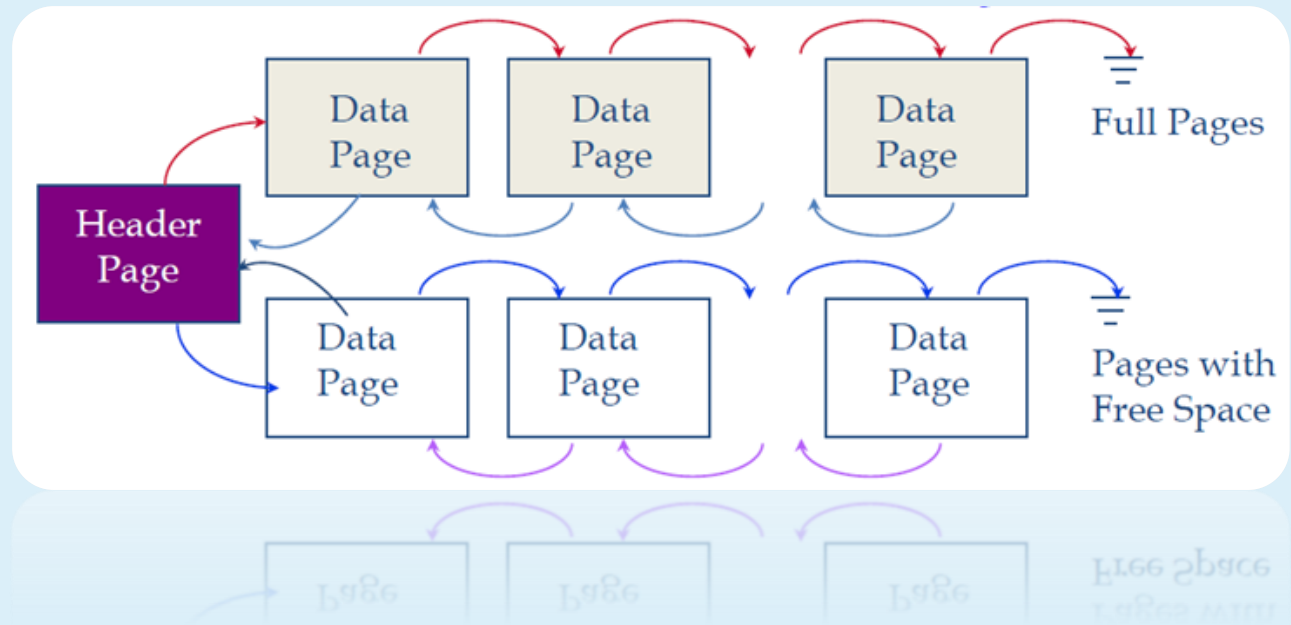 Data
Page
Data
Page
Data
Page
Full Pages
Header
Page
Data
Page
Data
Page
Data
Page
Pages with
Free Space